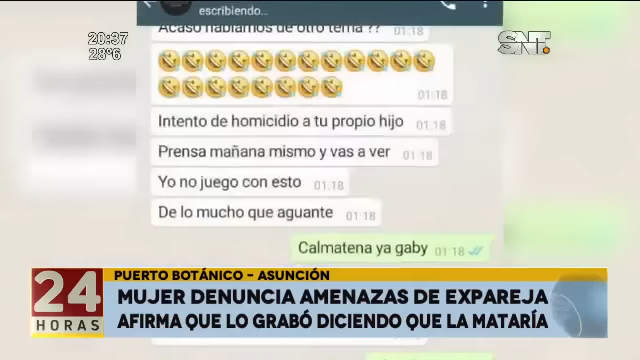 escribiendo...
Acaso hablamos de otro tema ?? 01:18
20:37
28°6
SNT
01:18
Intento de homicidio a tu propio hijo 01:18
Prensa mañana mismo y vas a ver 01:18
Yo no juego con esto 01:18
De lo mucho que aguante 01:18
Calmatena ya gaby 01:18
24
HORAS
PUERTO BOTÁNICO - ASUNCIÓN
MUJER DENUNCIA AMENAZAS DE EXPAREJA
AFIRMA QUE LO GRABÓ DICIENDO QUE LA MATARÍA